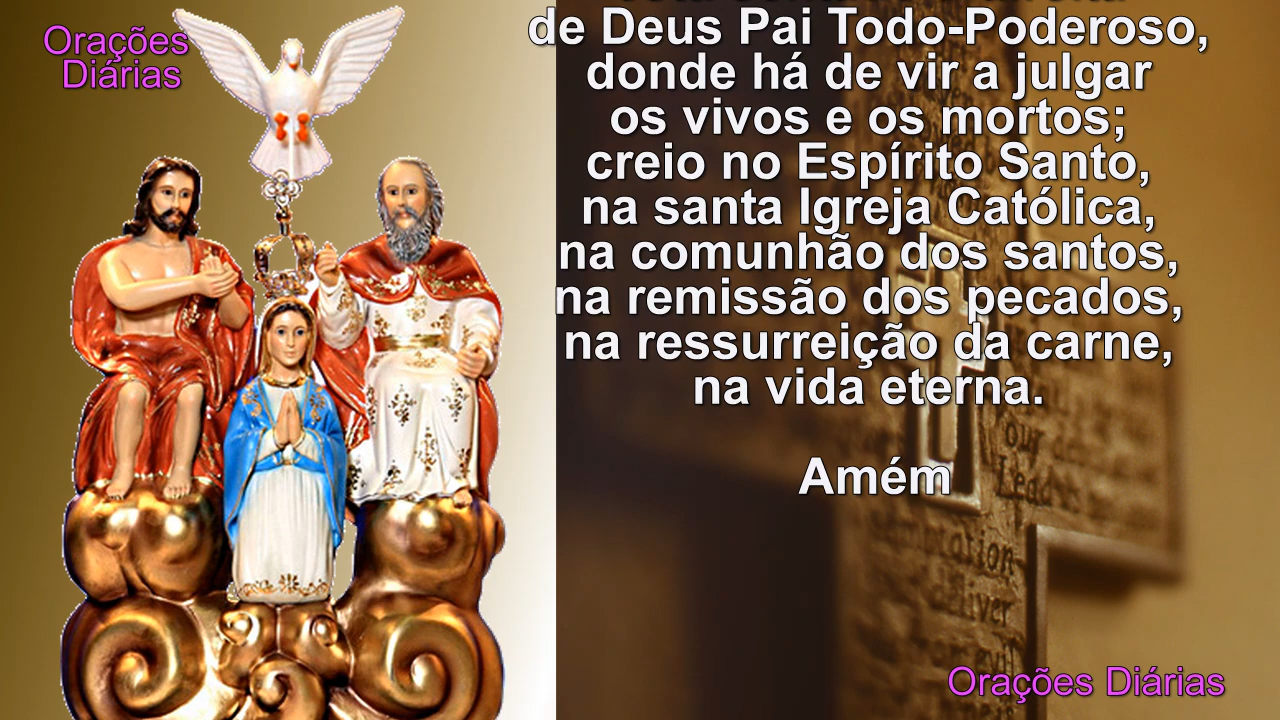 Orações
Diárias
de Deus Pai Todo-Poderoso,
donde há de vir a julgar
os vivos e os mortos;
creio no Espírito Santo,
na santa Igreja Católica,
na comunhão dos santos,
na remissão dos pecados,
na ressurreição da carne,
na vida eterna.
Amém
our
Orações Diárias